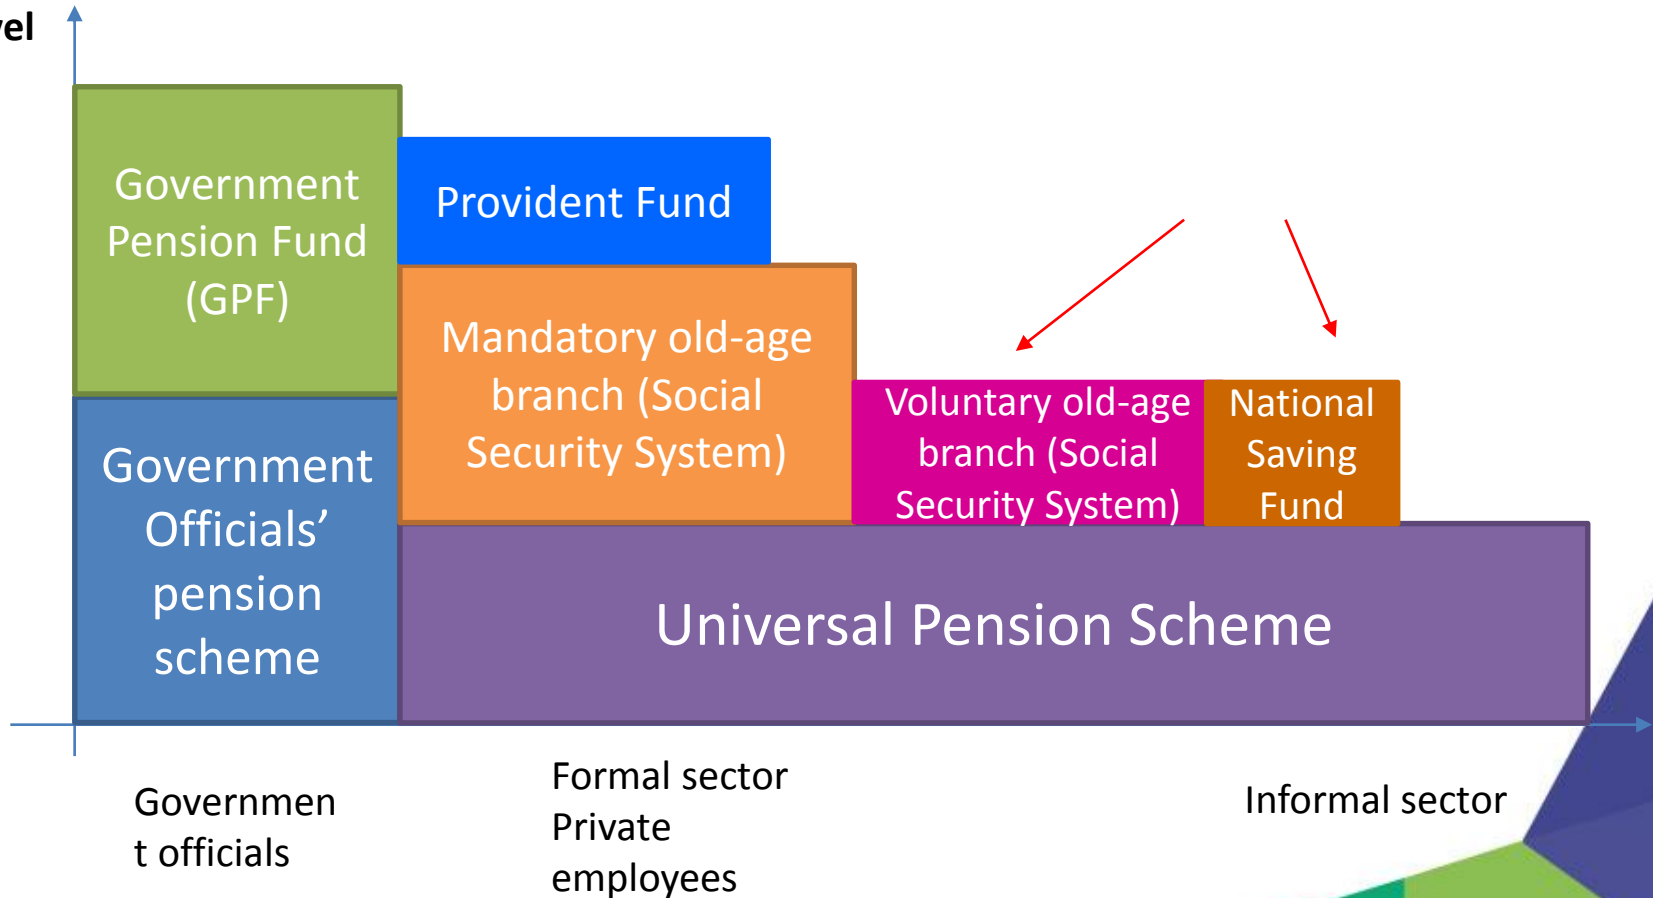 vel
Government
Pension Fund
(GPF)
Provident Fund
Mandatory old-age
branch (Social
Security System)
Voluntary old-age
branch (Social
Security System)
National
Saving
Fund
Government
Officials’
pension
scheme
Universal Pension Scheme
Governmen
t officials
Formal sector
Private
employees
Informal sector